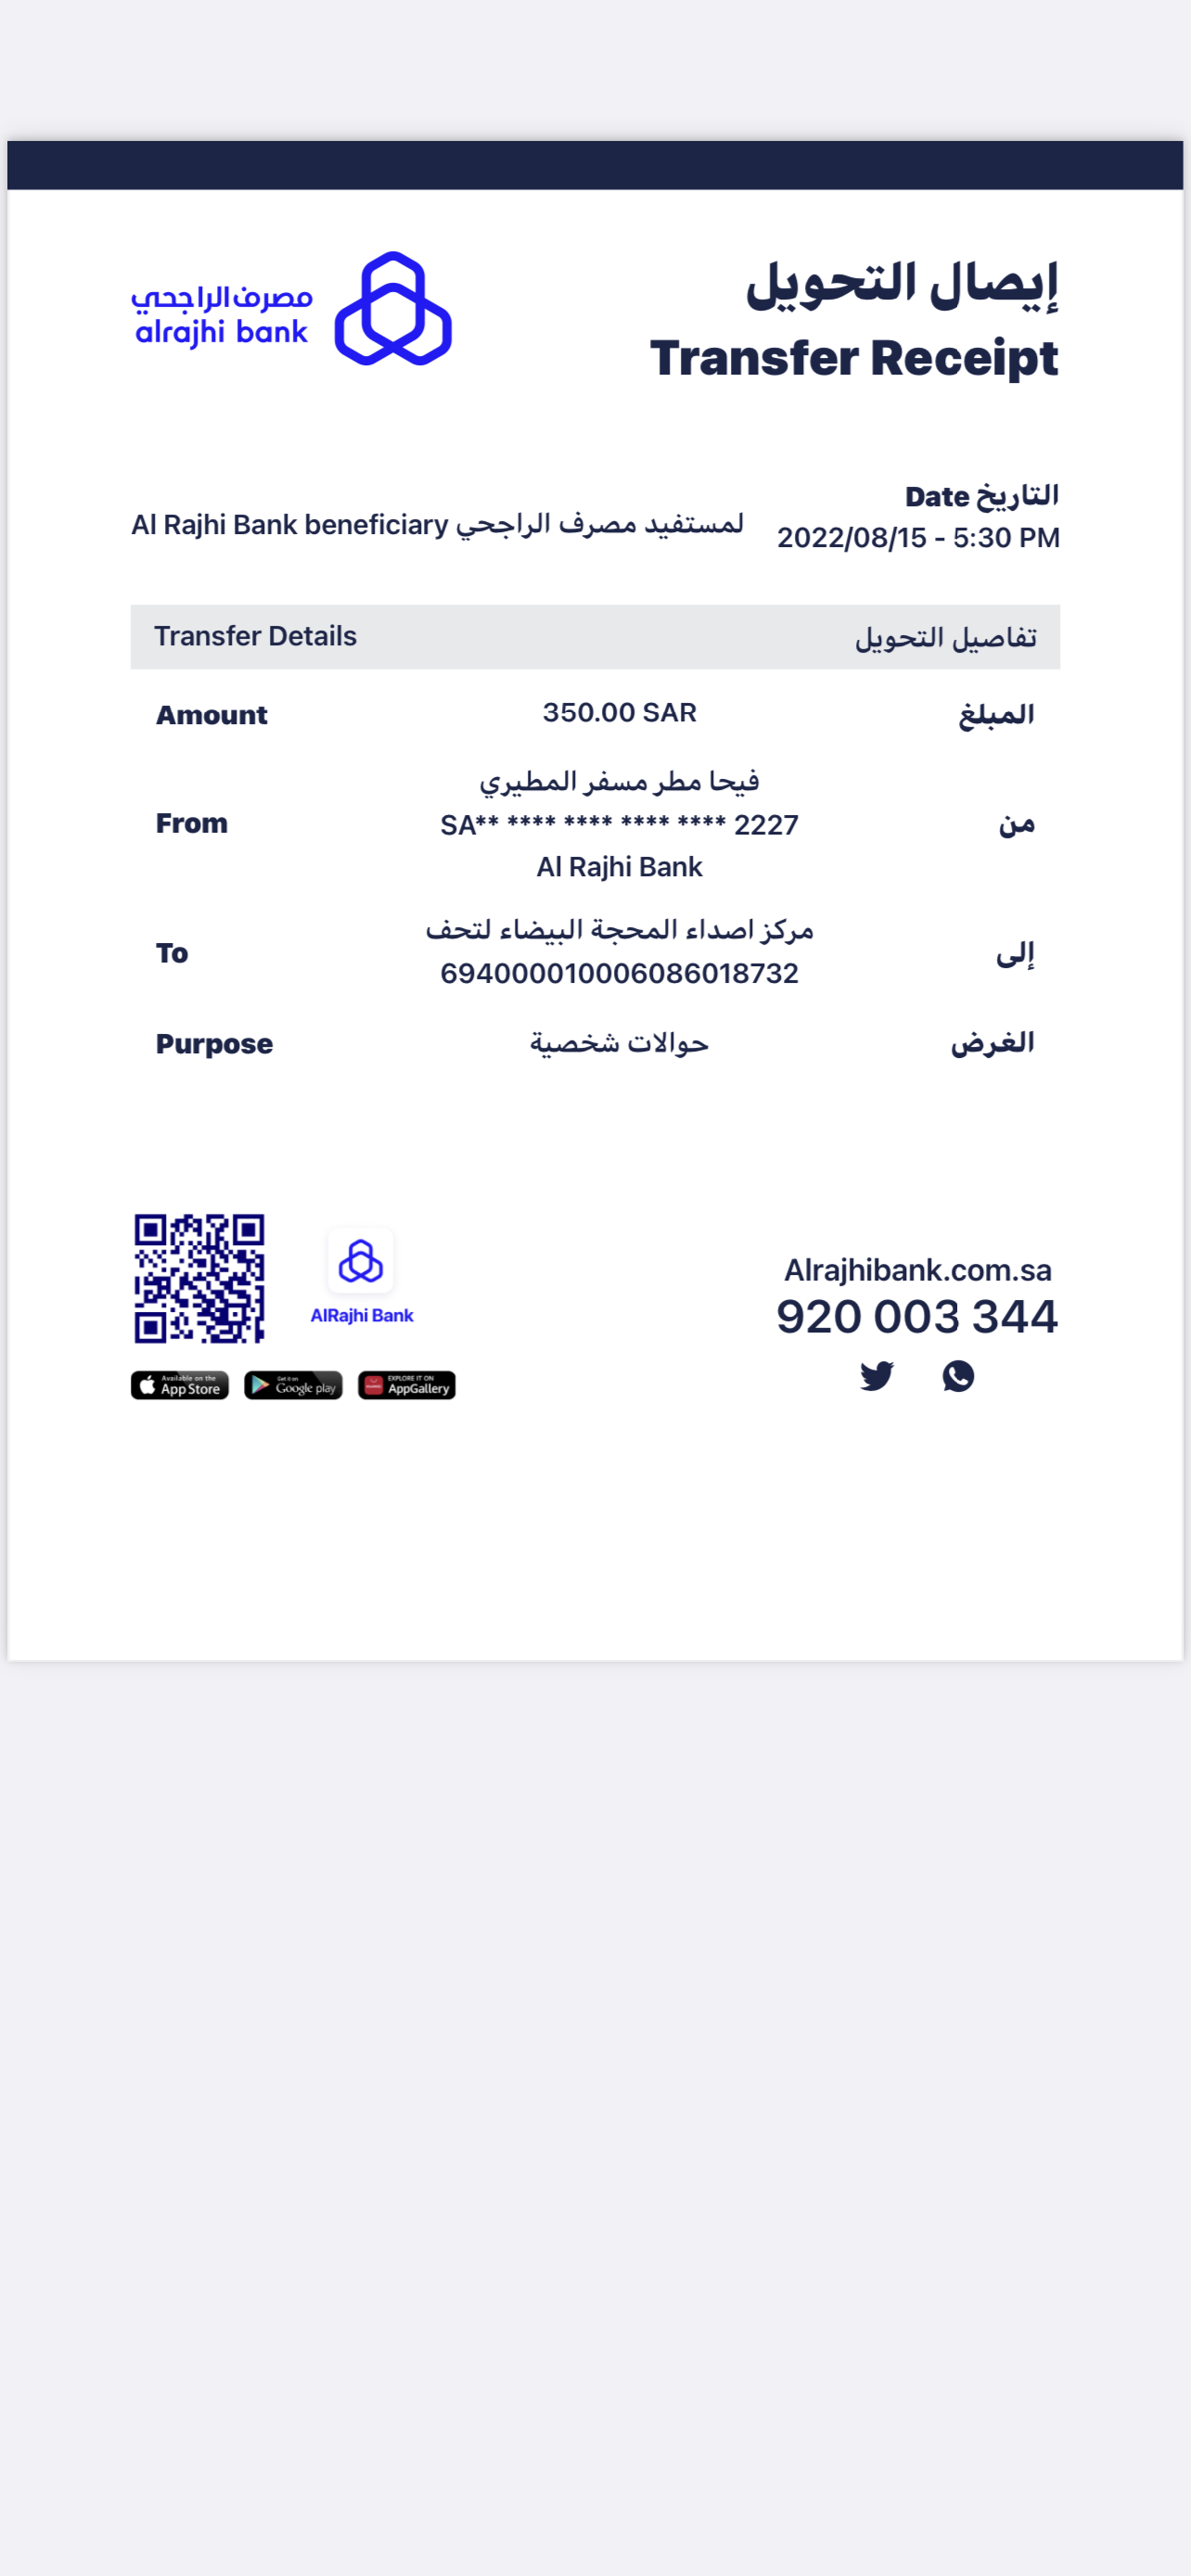 إيصال التحويل
Transfer Receipt
مصرف الراجحي
alrajhi bank
التاريخ Date
2022/08/15 - 5:30 PM
لمستفيد مصرف الراجحي Al Rajhi Bank beneficiary
Transfer Details تفاصيل التحويل
Amount 350.00 SAR المبلغ
فيحا مطر مسفر المطيري
From SA** **** **** **** **** 2227 من
Al Rajhi Bank
مركز اصداء المحجة البيضاء لتحف
To إلى
694000010006086018732
Purpose حوالات شخصية الغرض
Alrajhibank.com.sa
920 003 344
AlRajhi Bank
Available on the App Store
Get it on Google play
EXPLORE IT ON AppGallery